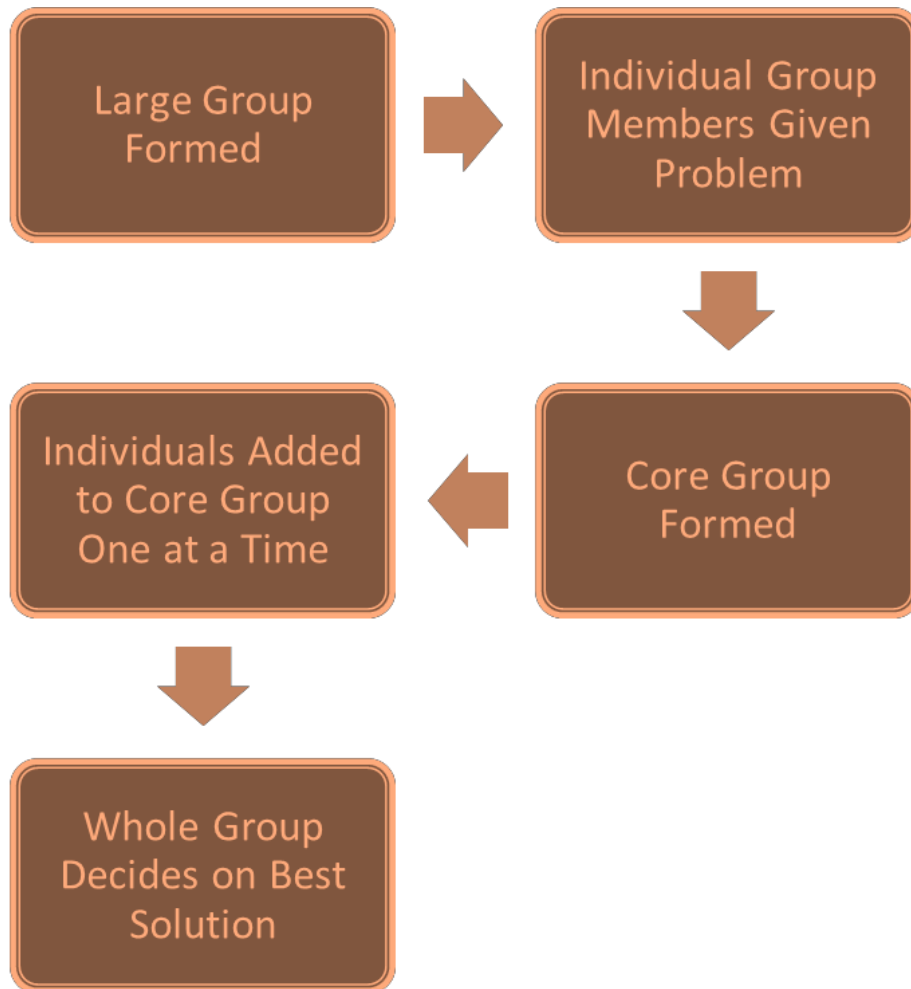 Large Group
Formed
Individual Group
Members Given
Problem
Core Group
Formed
Individuals Added
to Core Group
One at a Time
Whole Group
Decides on Best
Solution